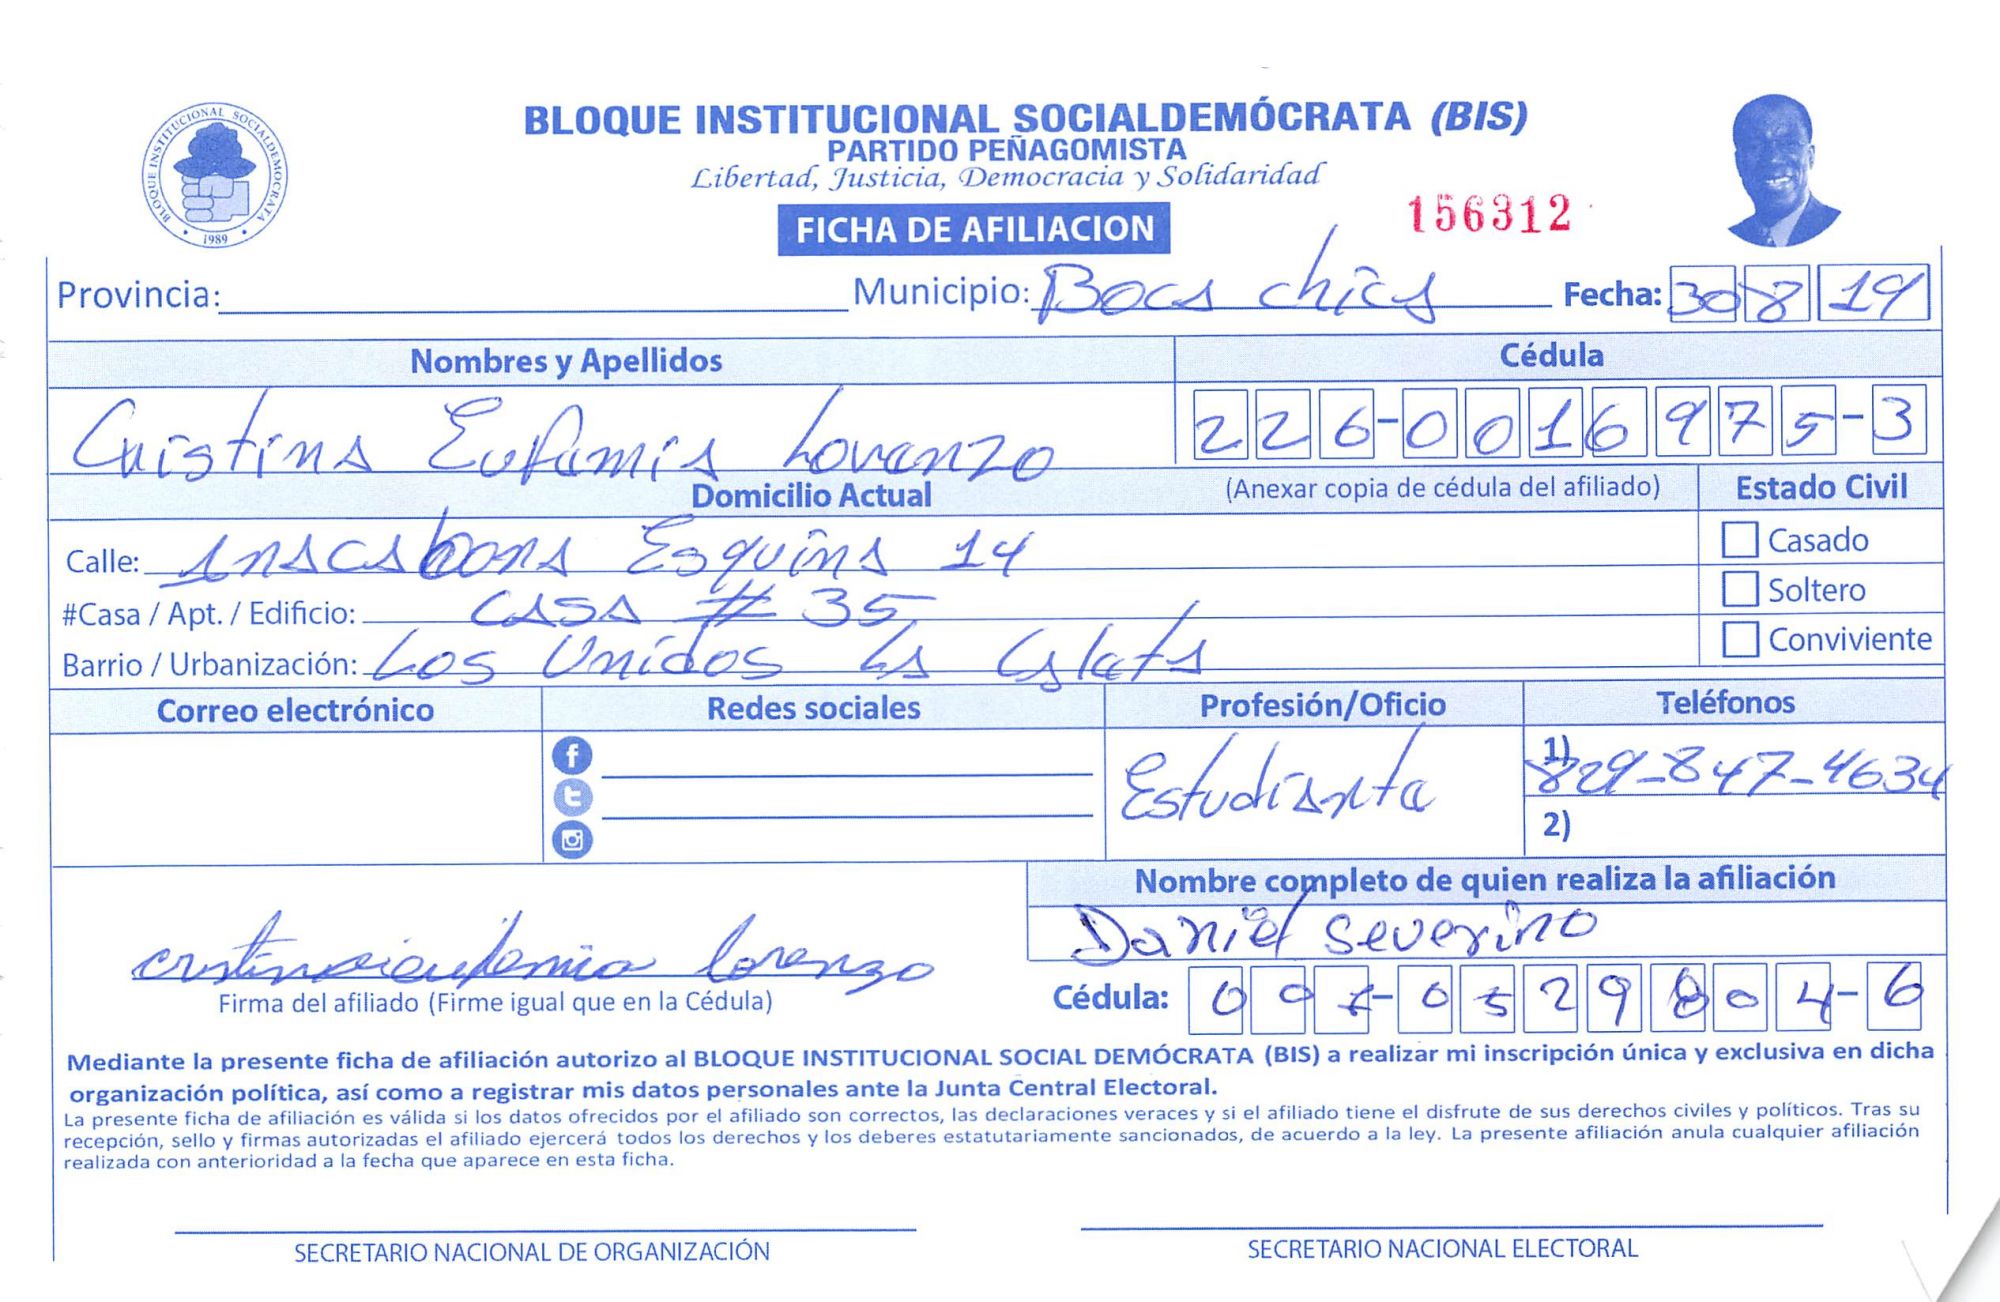 BLOQUE INSTITUCIONAL SOCIALDEMÓCRATA (BIS)
PARTIDO PEÑAGOMISTA
Libertad, Justicia, Democracia y Solidaridad
BLOQUE INSTITUCIONAL SOCIALDEMOCRATA
1989
FICHA DE AFILIACION
156312
Provincia: Municipio: Boca chica Fecha: 30 8 19
Nombres y Apellidos Cédula
Cristina Eufemia Lorenzo 226-0016975-3
Domicilio Actual (Anexar copia de cédula del afiliado) Estado Civil
Calle: Anacaona Esquina 14 Casado
#Casa / Apt. / Edificio: CASA # 35 Soltero
Barrio / Urbanización: Los Unidos La Caleta Conviviente
Correo electrónico Redes sociales Profesión/Oficio Teléfonos
Estudiante 1) 829-847-4634
2)
Nombre completo de quien realiza la afiliación
Daniel Severino
cristina eufemia lorenzo
Firma del afiliado (Firme igual que en la Cédula) Cédula:
Mediante la presente ficha de afiliación autorizo al BLOQUE INSTITUCIONAL SOCIAL DEMÓCRATA (BIS) a realizar mi inscripción única y exclusiva en dicha
organización política, así como a registrar mis datos personales ante la Junta Central Electoral.
La presente ficha de afiliación es válida si los datos ofrecidos por el afiliado son correctos, las declaraciones veraces y si el afiliado tiene el disfrute de sus derechos civiles y políticos. Tras su
recepción, sello y firmas autorizadas el afiliado ejercerá todos los derechos y los deberes estatutariamente sancionados, de acuerdo a la ley. La presente afiliación anula cualquier afiliación
realizada con anterioridad a la fecha que aparece en esta ficha.
SECRETARIO NACIONAL DE ORGANIZACIÓN SECRETARIO NACIONAL ELECTORAL